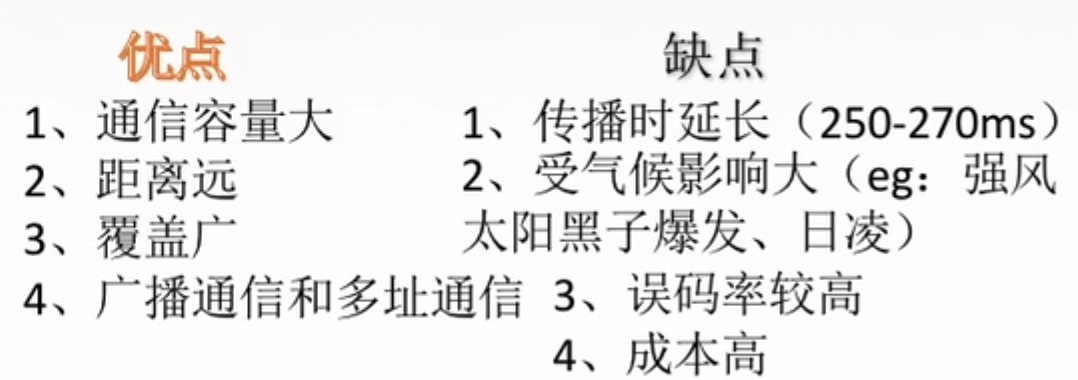 优点
1、通信容量大
2、距离远
3、覆盖广
4、广播通信和多址通信
缺点
1、传播时延长（250-270ms）
2、受气候影响大（eg：强风
太阳黑子爆发、日凌）
3、误码率较高
4、成本高